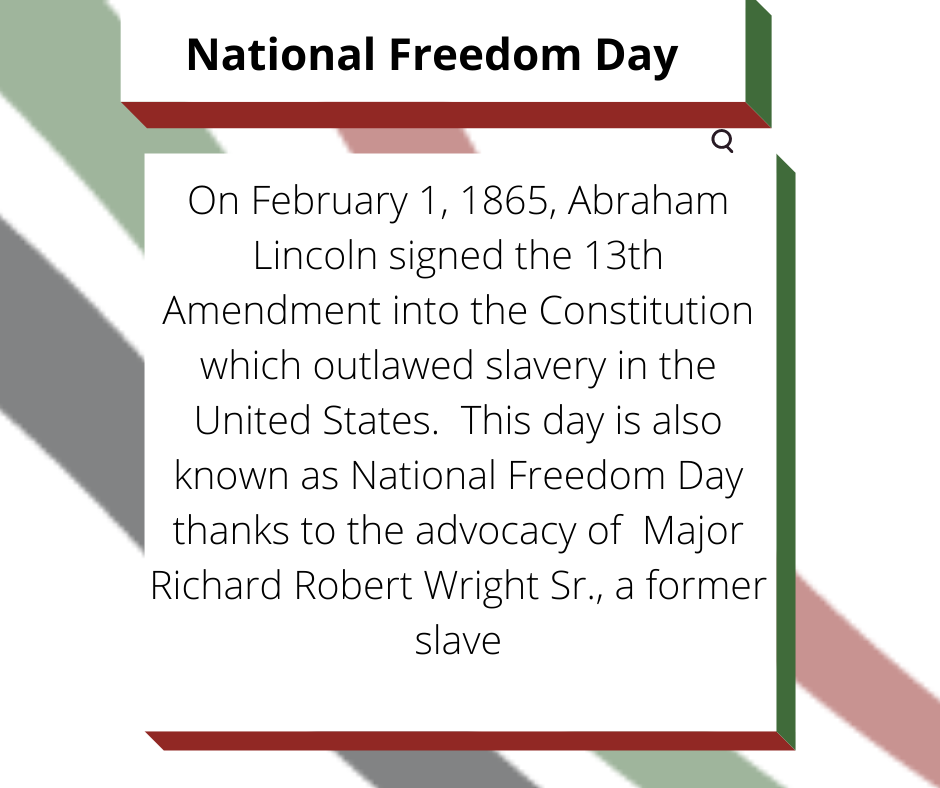 National Freedom Day
On February 1, 1865, Abraham
Lincoln signed the 13th
Amendment into the Constitution
which outlawed slavery in the
United States.  This day is also
known as National Freedom Day
thanks to the advocacy of  Major
Richard Robert Wright Sr., a former
slave